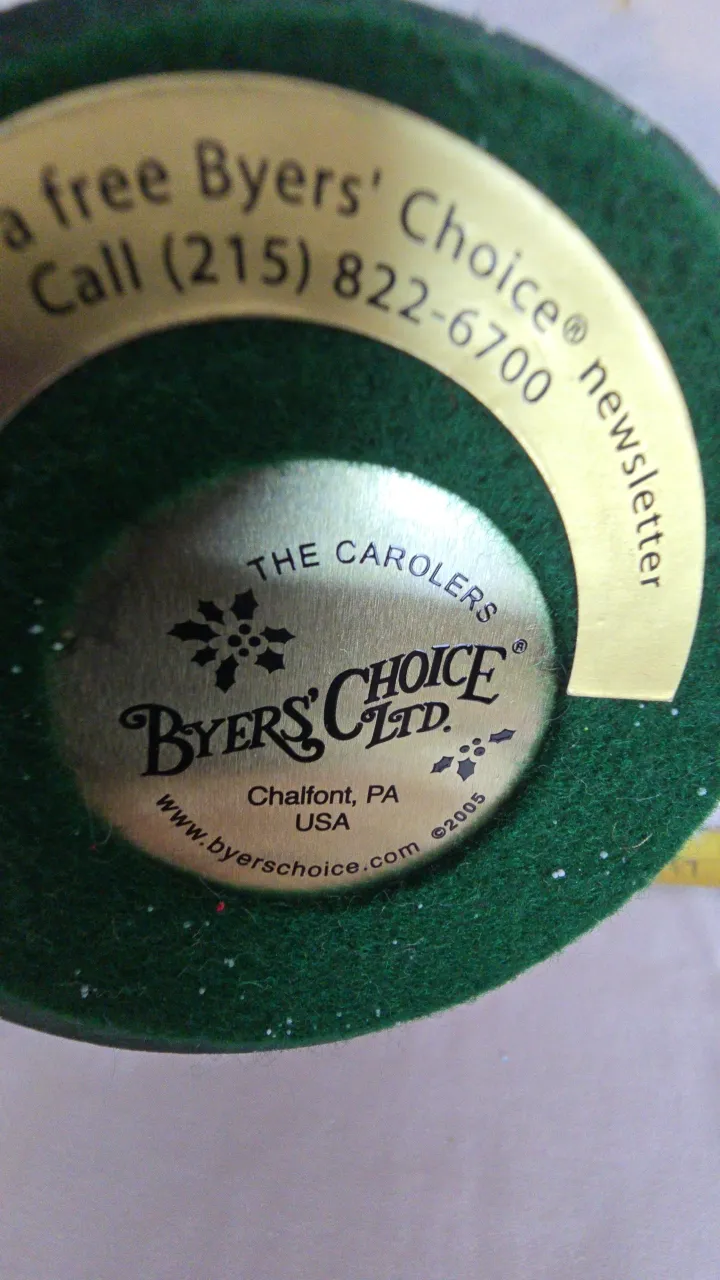 a free Byers' Choice® newsletter
Call (215) 822-6700
THE CAROLERS®
BYERS' CHOICE
LTD.
Chalfont, PA
USA
www.byerschoice.com ©2005